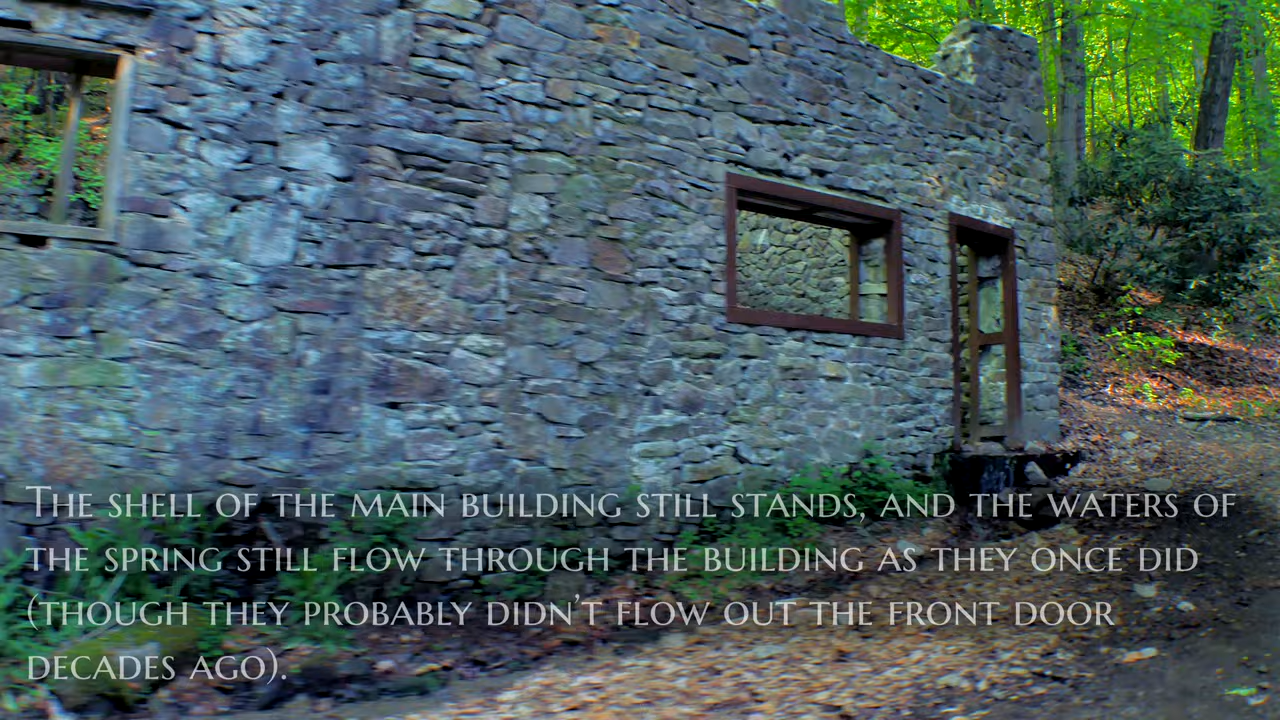 The shell of the main building still stands, and the waters of
the spring still flow through the building as they once did
(though they probably didn't flow out the front door
decades ago).